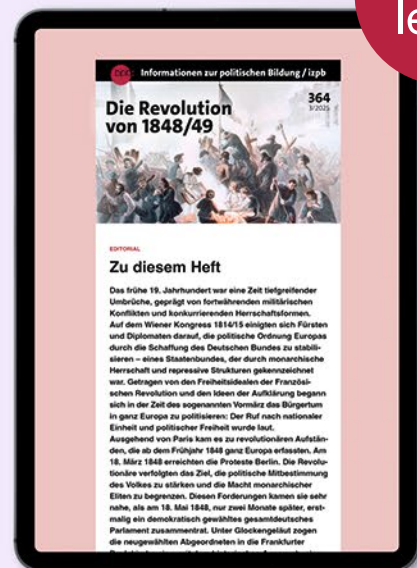 le
Informationen zur politischen Bildung / izpb
Die Revolution
von 1848/49
364
3/2025
EDITORIAL
Zu diesem Heft
Das frühe 19. Jahrhundert war eine Zeit tiefgreifender
Umbrüche, geprägt von fortwährenden militärischen
Konflikten und konkurrierenden Herrschaftsformen.
Auf dem Wiener Kongress 1814/15 einigten sich Fürsten
und Diplomaten darauf, die politische Ordnung Europas
durch die Schaffung des Deutschen Bundes zu stabili-
sieren – eines Staatenbundes, der durch monarchische
Herrschaft und repressive Strukturen gekennzeichnet
war. Getragen von den Freiheitsidealen der Französi-
schen Revolution und den Ideen der Aufklärung begann
sich in der Zeit des sogenannten Vormärz das Bürgertum
in ganz Europa zu politisieren: Der Ruf nach nationaler
Einheit und politischer Freiheit wurde laut.
Ausgehend von Paris kam es zu revolutionären Aufstän-
den, die ab dem Frühjahr 1848 ganz Europa erfassten. Am
18. März 1848 erreichten die Proteste Berlin. Die Revolu-
tionäre verfolgten das Ziel, die politische Mitbestimmung
des Volkes zu stärken und die Macht monarchischer
Eliten zu begrenzen. Diesen Forderungen kamen sie sehr
nahe, als am 18. Mai 1848, nur zwei Monate später, erst-
malig ein demokratisch gewähltes gesamtdeutsches
Parlament zusammentrat. Unter Glockengeläut zogen
die neugewählten Abgeordneten in die Frankfurter